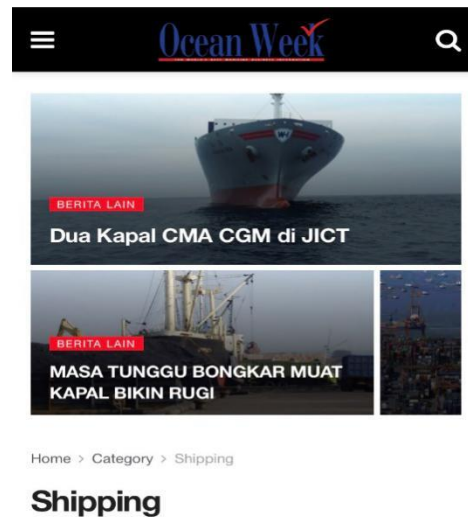 Ocean Week
BERITA LAIN
Dua Kapal CMA CGM di JICT
BERITA LAIN
MASA TUNGGU BONGKAR MUAT
KAPAL BIKIN RUGI
Home > Category > Shipping
Shipping